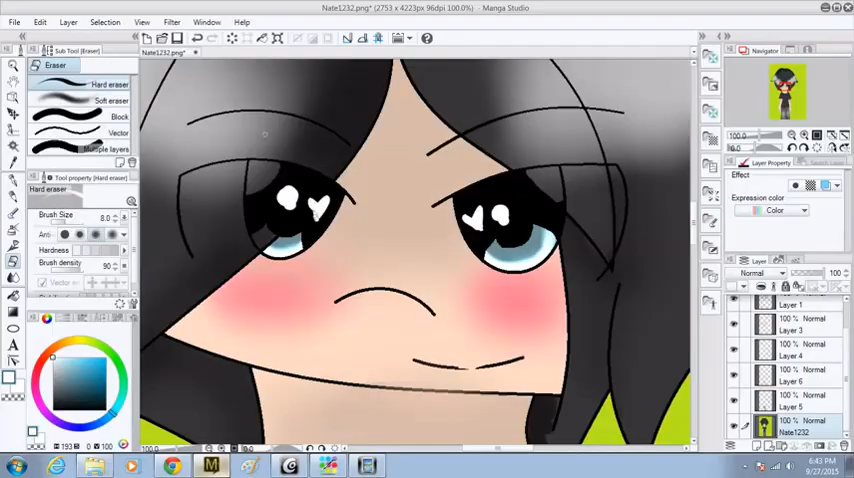 Nate1232.png* (2753 x 4223px 100.0%) - Manga Studio
File Edit Layer Selection View Filter Window Help
Sub Tool [Eraser]
Eraser
Hard eraser
Soft eraser
Block
Vector
Multiple layers
Tool property [Hard eraser]
Hard eraser
Brush Size 8.0
Anti
Hardness
Brush density 90
Vector
193 0 100
Nate1232.png*
100.0
Navigator
100.0
0.0
Layer Property
Effect
Expression color
Color
Layer
Normal 100
Layer 1
100 % Normal
Layer 3
100 % Normal
Layer 4
100 % Normal
Layer 6
100 % Normal
Layer 5
100 % Normal
Nate1232
6:43 PM
9/27/2015